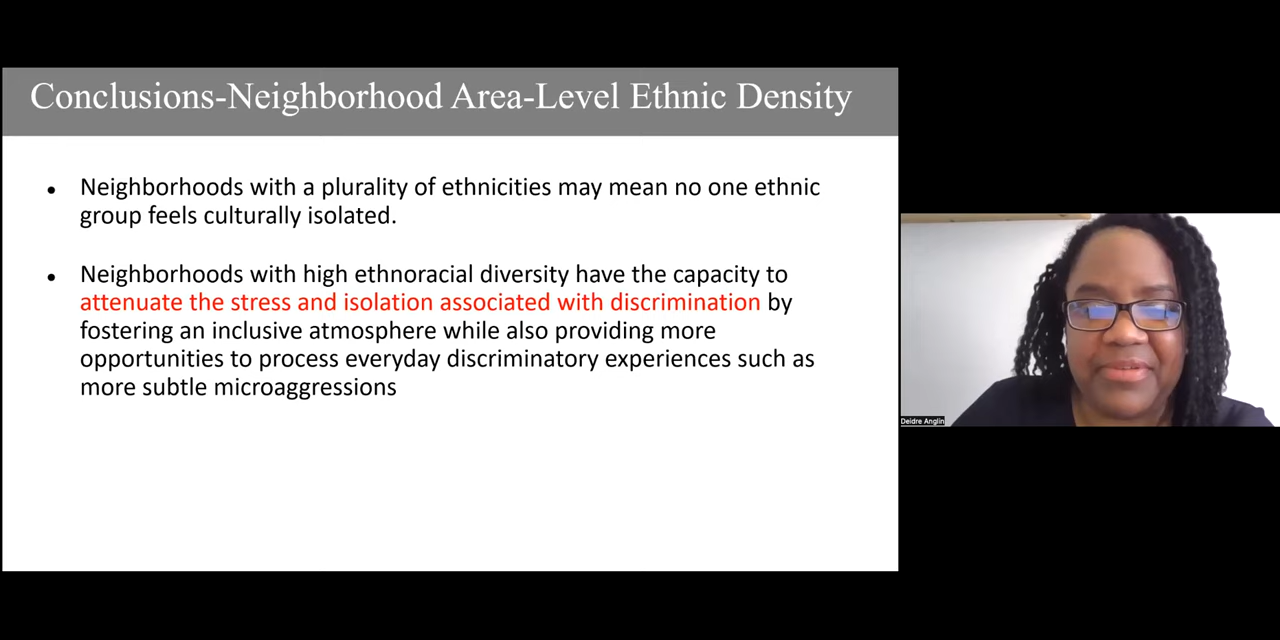 Conclusions-Neighborhood Area-Level Ethnic Density
• Neighborhoods with a plurality of ethnicities may mean no one ethnic
group feels culturally isolated.
• Neighborhoods with high ethnoracial diversity have the capacity to
attenuate the stress and isolation associated with discrimination by
fostering an inclusive atmosphere while also providing more
opportunities to process everyday discriminatory experiences such as
more subtle microaggressions
Deidre Anglin